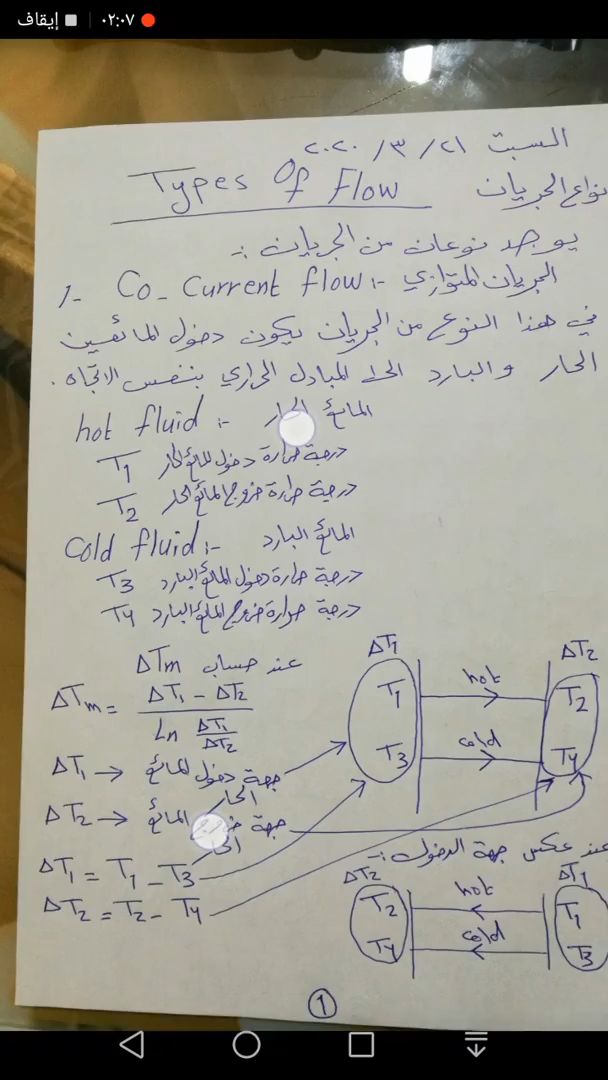 ٠٢:٠٧ إيقاف
السبت ٢١ / ٣ / ٢٠٢٠
Types Of Flow نواع الجريان
يوجد نوعان من الجريان :-
1- Co-Current flow :- الجريان المتوازي
في هذا النوع من الجريان يكون دخول المائعين
الحار والبارد الى المبادل الحراري بنفس الاتجاه .
hot fluid :- المائع الحار
T1 درجة حرارة دخول المائع الحار
T2 درجة حرارة خروج المائع الحار
Cold fluid :- المائع البارد
T3 درجة حرارة دخول المائع البارد
T4 درجة حرارة خروج المائع البارد
عند حساب ΔTm
ΔTm = ΔT1 - ΔT2
Ln ΔT1
ΔT2
ΔT1 → جهة دخول المائع الحار
ΔT2 → جهة خروج المائع الحار
ΔT1 = T1 - T3
ΔT2 = T2 - T4
ΔT1 ΔT2
T1 hot T2
T3 cold T4
عند عكس جهة الدخول :-
ΔT2 ΔT1
T2 hot T1
T4 cold T3
1